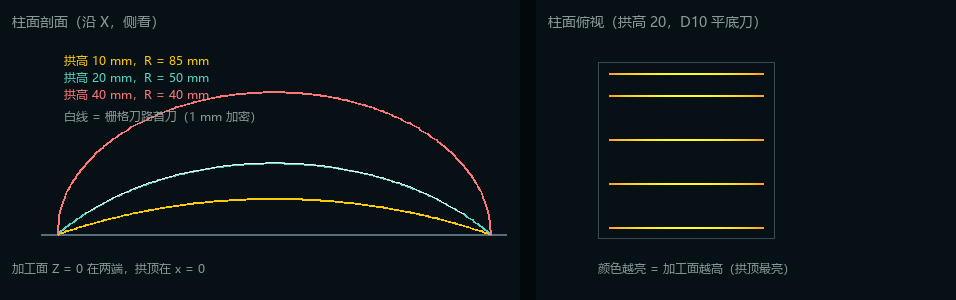 柱面剖面（沿 X，侧看）
拱高 10 mm，R = 85 mm
拱高 20 mm，R = 50 mm
拱高 40 mm，R = 40 mm
白线 = 栅格刀路首刀（1 mm 加密）
加工面 Z = 0 在两端，拱顶在 x = 0
柱面俯视（拱高 20，D10 平底刀）
颜色越亮 = 加工面越高（拱顶最亮）